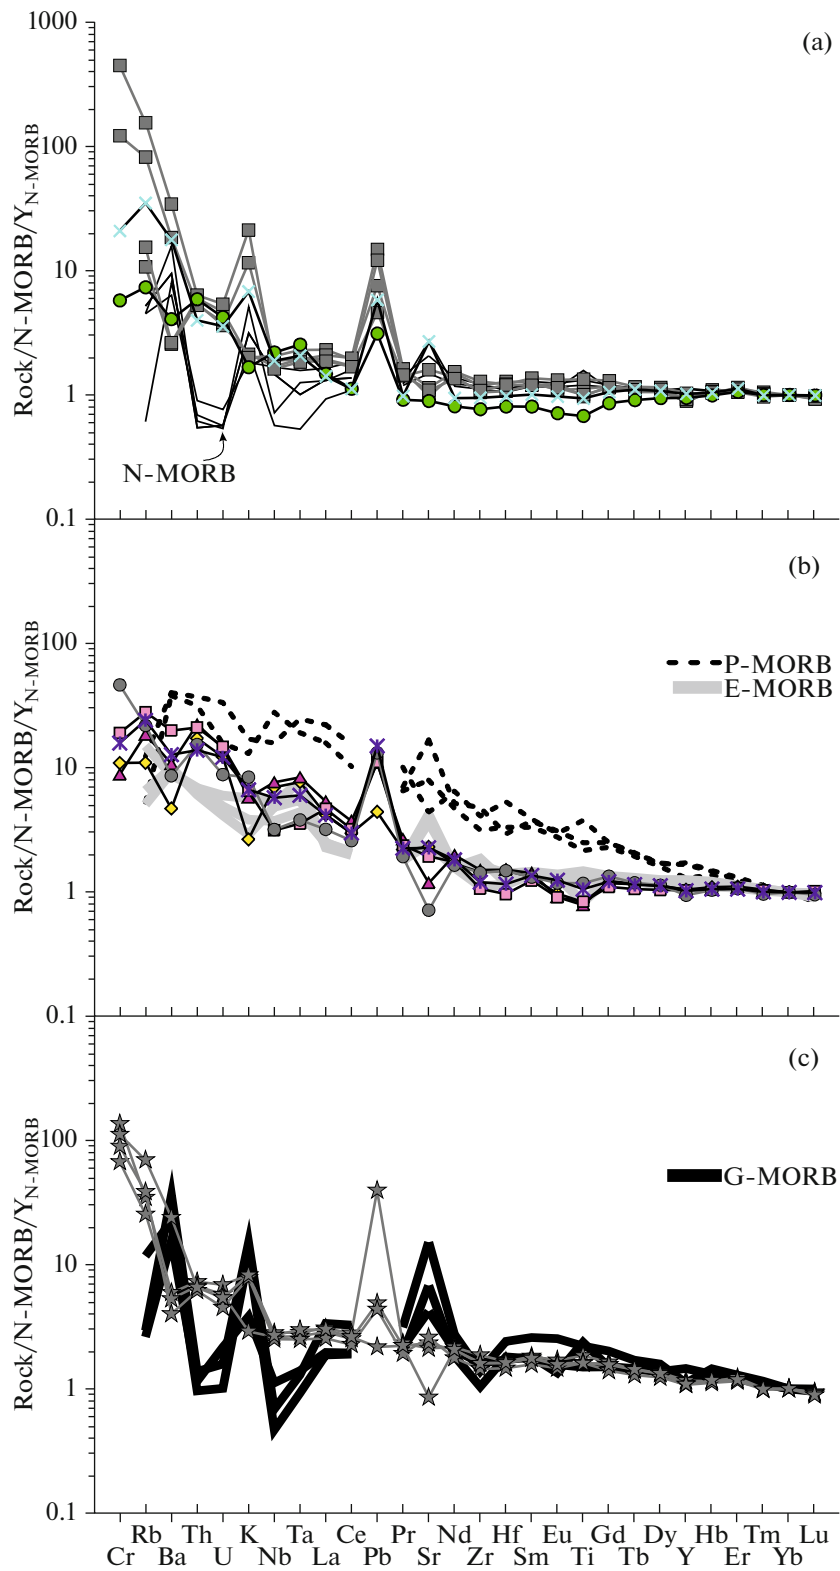 (a)
1000
100
10
1
0.1
Rock/N-MORB/Y_N-MORB
N-MORB
(b)
100
10
1
0.1
Rock/N-MORB/Y_N-MORB
P-MORB
E-MORB
(c)
100
10
1
0.1
Rock/N-MORB/Y_N-MORB
G-MORB
Rb Th K Ta Ce Pr Nd Hf Eu Gd Dy Hb Tm Lu
Cr Ba U Nb La Pb Sr Zr Sm Ti Tb Y Er Yb